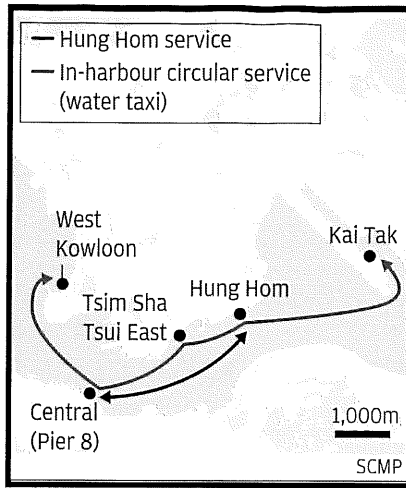 Hung Hom service
In-harbour circular service
(water taxi)
West
Kowloon
Kai Tak
Hung Hom
Tsim Sha
Tsui East
Central
(Pier 8)
1,000m
SCMP